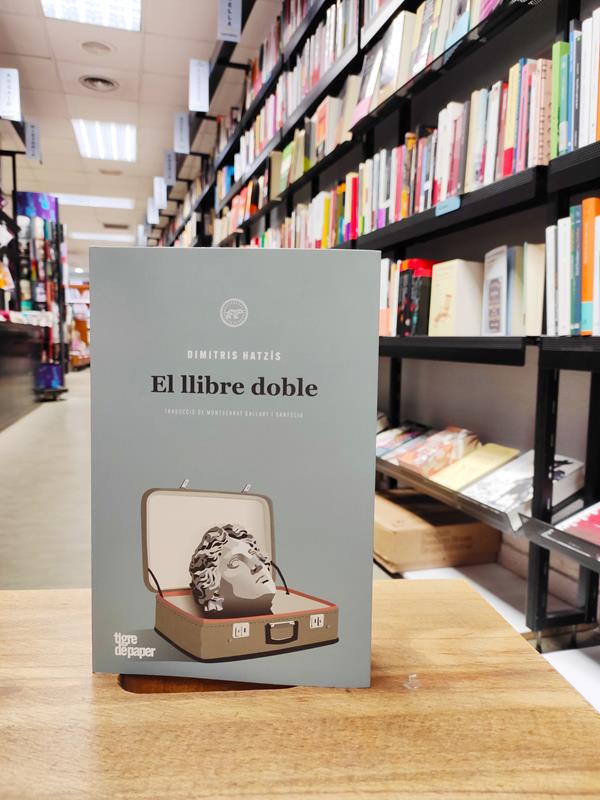 DIMITRIS HATZÍS
El llibre doble
TRADUCCIÓ DE MONTSERRAT GALLART I SANFELIU
tigre
de paper